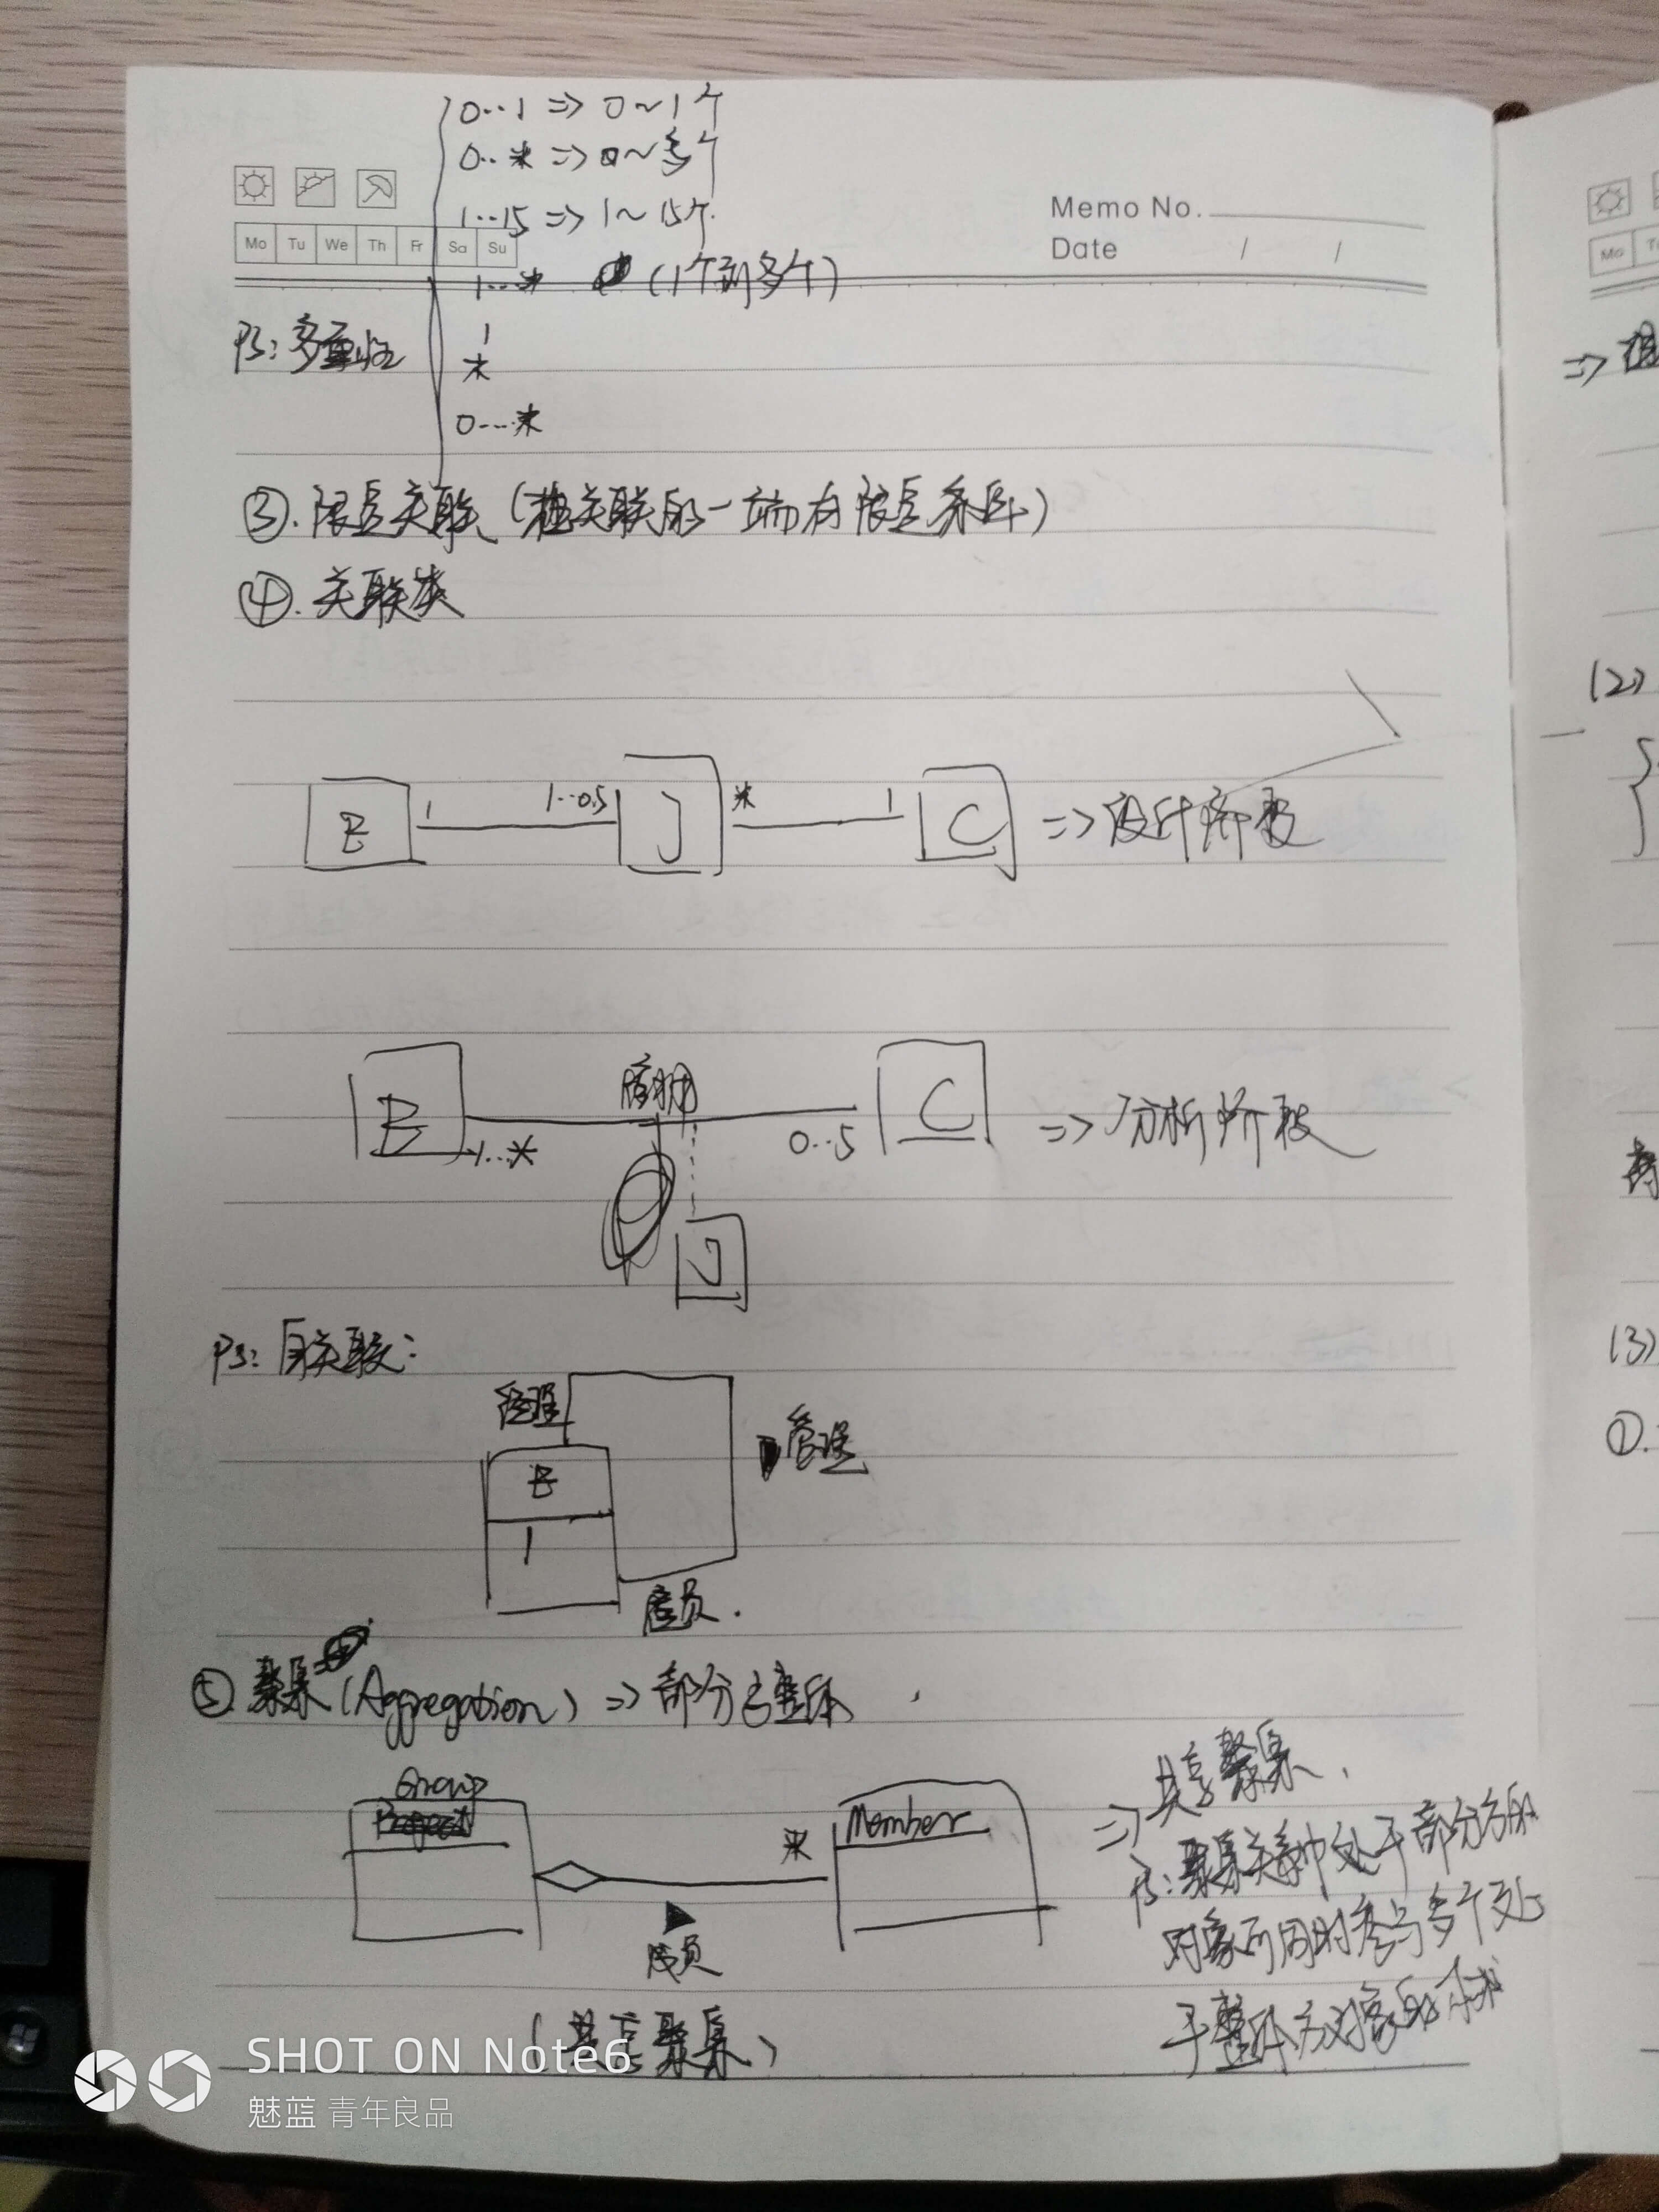 0···1 => 0~1个
0··* => 0~多个
1···15 => 1~15个.
Mo Tu We Th Fr Sa Su
Memo No.
Date / /
1···* (1个到多个)
Ps: 多重性
1
*
0···*
③. 限定关联 (在关联的一端有限定条件)
④. 关联类
E 1 1··0.5 J * 1 C => 设计阶段
E 1···* 雇佣 0··5 C => 分析阶段
J
Ps: 自关联:
经理
管理
E
雇员.
⑤. 聚集 (Aggregation) => 部分与整体
Group
Member
*
成员
(共享聚集)
=> 共享聚集.
Ps: 聚集关系中处于部分方的
对象可同时参与多个处
于整体方对象的
=>
(2)
(3)
①.
Mo
SHOT ON Note6
魅蓝 青年良品